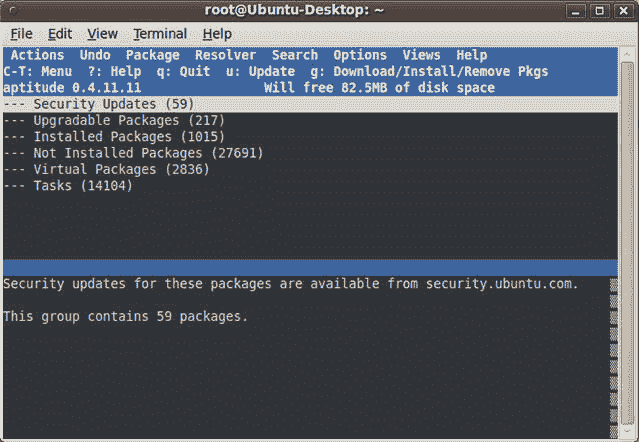 root@Ubuntu-Desktop: ~
File Edit View Terminal Help
Actions Undo Package Resolver Search Options Views Help
C-T: Menu ?: Help q: Quit u: Update g: Download/Install/Remove Pkgs
aptitude 0.4.11.11 Will free 82.5MB of disk space
--- Security Updates (59)
--- Upgradable Packages (217)
--- Installed Packages (1015)
--- Not Installed Packages (27691)
--- Virtual Packages (2836)
--- Tasks (14104)
Security updates for these packages are available from security.ubuntu.com.
This group contains 59 packages.